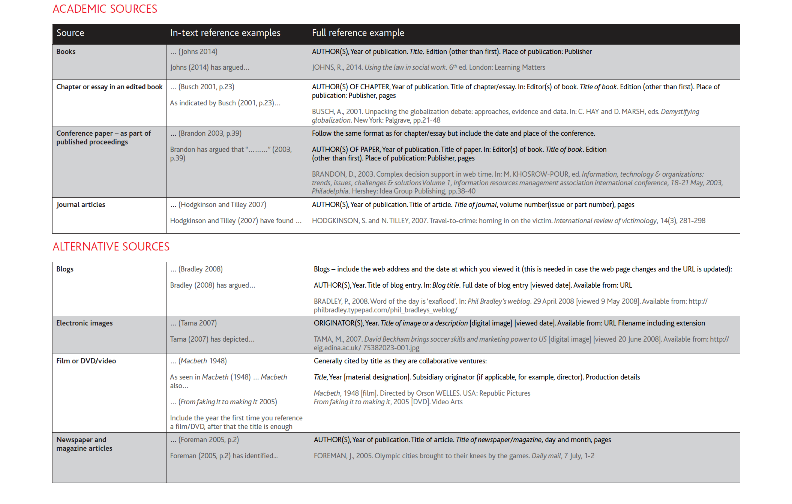 ACADEMIC SOURCES
Source In-text reference examples Full reference example
Books ... (Johns 2014) AUTHOR(S), Year of publication. Title. Edition (other than first). Place of publication: Publisher
Johns (2014) has argued... JOHNS, R., 2014. Using the law in social work. 6th ed. London: Learning Matters
Chapter or essay in an edited book ... (Busch 2001, p.23) AUTHOR(S) OF CHAPTER, Year of publication. Title of chapter/essay. In: Editor(s) of book. Title of book. Edition (other than first). Place of
publication: Publisher, pages
As indicated by Busch (2001, p.23)...
BUSCH, A., 2001. Unpacking the globalization debate: approaches, evidence and data. In: C. HAY and D. MARSH, eds. Demystifying
globalization. New York: Palgrave, pp.21-48
Conference paper – as part of
published proceedings
... (Brandon 2003, p.39) Follow the same format as for chapter/essay but include the date and place of the conference.
Brandon has argued that "..........." (2003,
p.39)
AUTHOR(S) OF PAPER, Year of publication. Title of paper. In: Editor(s) of book. Title of book. Edition
(other than first). Place of publication: Publisher, pages
BRANDON, D., 2003. Complex decision support in web time. In: M. KHOSROW-POUR, ed. Information, technology & organizations:
trends, issues, challenges & solutions Volume 1, information resources management association international conference, 18-21 May, 2003,
Philadelphia. Hershey: Idea Group Publishing, pp.38-40
Journal articles ... (Hodgkinson and Tilley 2007) AUTHOR(S), Year of publication. Title of article. Title of journal, volume number(issue or part number), pages
Hodgkinson and Tilley (2007) have found ... HODGKINSON, S. and N. TILLEY, 2007. Travel-to-crime: homing in on the victim. International review of victimology, 14(3), 281-298
ALTERNATIVE SOURCES
Blogs ... (Bradley 2008) Blogs – include the web address and the date at which you viewed it (this is needed in case the web page changes and the URL is updated):
Bradley (2008) has argued... AUTHOR(S), Year. Title of blog entry. In: Blog title. Full date of blog entry [viewed date]. Available from: URL
BRADLEY, P., 2008. Word of the day is 'exaflood'. In: Phil Bradley's weblog. 29 April 2008 [viewed 9 May 2008]. Available from: http://
philbradley.typepad.com/phil_bradleys_weblog/
Electronic images ... (Tama 2007) ORIGINATOR(S), Year. Title of image or a description [digital image] [viewed date]. Available from: URL Filename including extension
Tama (2007) has depicted... TAMA, M., 2007. David Beckham brings soccer skills and marketing power to US [digital image] [viewed 20 June 2008]. Available from: http://
eig.edina.ac.uk/ 75382023-001.jpg
Film or DVD/video ... (Macbeth 1948) Generally cited by title as they are collaborative ventures:
As seen in Macbeth (1948) ... Macbeth
also...
Title, Year [material designation]. Subsidiary originator (if applicable, for example, director). Production details
Macbeth, 1948 [film]. Directed by Orson WELLES. USA: Republic Pictures
... (From faking it to making it 2005) From faking it to making it, 2005 [DVD]. Video Arts
Include the year the first time you reference
a film/DVD, after that the title is enough
Newspaper and
magazine articles
... (Foreman 2005, p.2) AUTHOR(S), Year of publication. Title of article. Title of newspaper/magazine, day and month, pages
Foreman (2005, p.2) has identified... FOREMAN, J., 2005. Olympic cities brought to their knees by the games. Daily mail, 7 July, 1-2